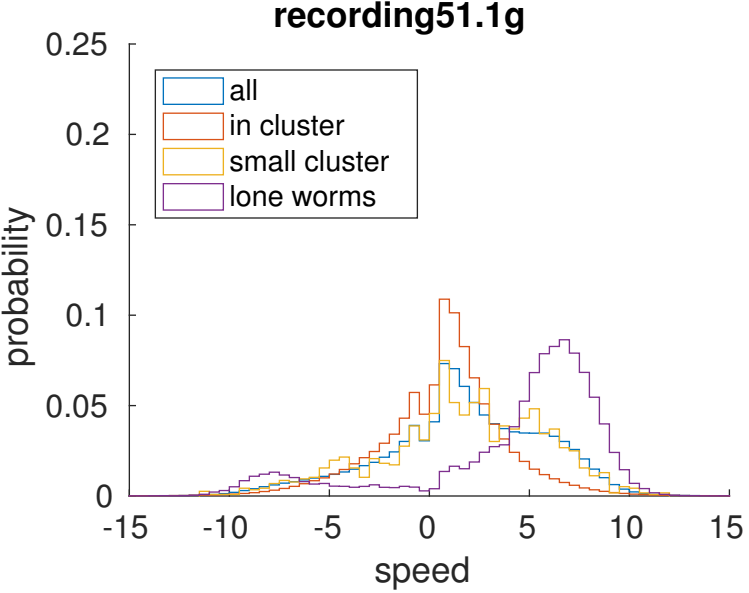 recording51.1g
0.25
0.2
0.15
0.1
0.05
0
probability
all
in cluster
small cluster
lone worms
-15 -10 -5 0 5 10 15
speed